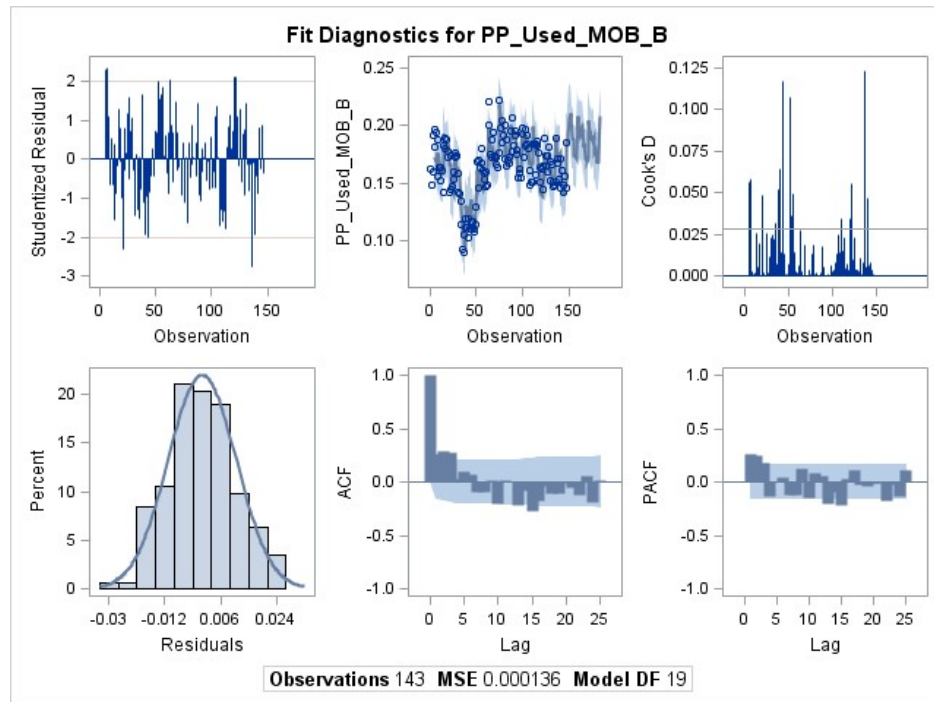 Fit Diagnostics for PP_Used_MOB_B
Studentized Residual
2
1
0
-1
-2
-3
0 50 100 150
Observation
PP_Used_MOB_B
0.25
0.20
0.15
0.10
0 50 100 150
Observation
Cook's D
0.125
0.100
0.075
0.050
0.025
0.000
0 50 100 150
Observation
Percent
20
15
10
5
0
-0.03 -0.012 0.006 0.024
Residuals
ACF
1.0
0.5
0.0
-0.5
-1.0
0 5 10 15 20 25
Lag
PACF
1.0
0.5
0.0
-0.5
-1.0
0 5 10 15 20 25
Lag
Observations 143 MSE 0.000136 Model DF 19